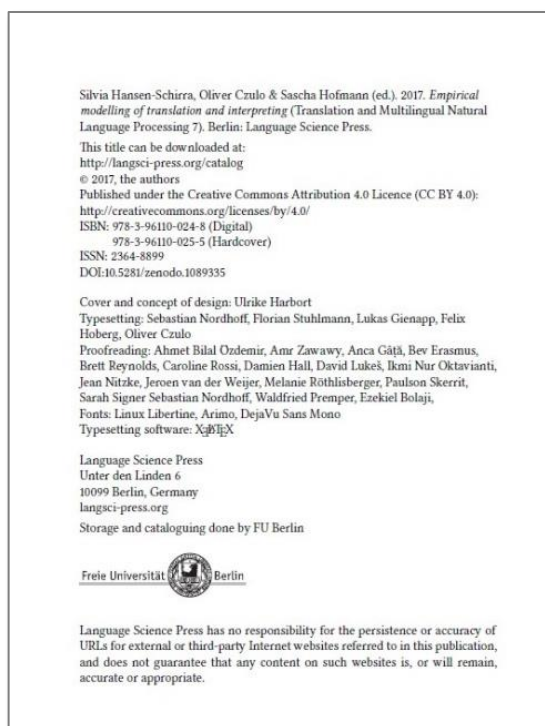 Silvia Hansen-Schirra, Oliver Czulo & Sascha Hofmann (ed.). 2017. Empirical
modelling of translation and interpreting (Translation and Multilingual Natural
Language Processing 7). Berlin: Language Science Press.
This title can be downloaded at:
http://langsci-press.org/catalog
© 2017, the authors
Published under the Creative Commons Attribution 4.0 Licence (CC BY 4.0):
http://creativecommons.org/licenses/by/4.0/
ISBN: 978-3-96110-024-8 (Digital)
978-3-96110-025-5 (Hardcover)
ISSN: 2364-8899
DOI:10.5281/zenodo.1089335
Cover and concept of design: Ulrike Harbort
Typesetting: Sebastian Nordhoff, Florian Stuhlmann, Lukas Gienapp, Felix
Hoberg, Oliver Czulo
Proofreading: Ahmet Bilal Özdemir, Amr Zawawy, Anca Gâță, Bev Erasmus,
Brett Reynolds, Caroline Rossi, Damien Hall, David Lukeš, Ikmi Nur Oktavianti,
Jean Nitzke, Jeroen van der Weijer, Melanie Röthlisberger, Paulson Skerrit,
Sarah Signer Sebastian Nordhoff, Waldfried Premper, Ezekiel Bolaji,
Fonts: Linux Libertine, Arimo, DejaVu Sans Mono
Typesetting software: XƎLATEX
Language Science Press
Unter den Linden 6
10099 Berlin, Germany
langsci-press.org
Storage and cataloguing done by FU Berlin
Freie Universität Berlin
Language Science Press has no responsibility for the persistence or accuracy of
URLs for external or third-party Internet websites referred to in this publication,
and does not guarantee that any content on such websites is, or will remain,
accurate or appropriate.